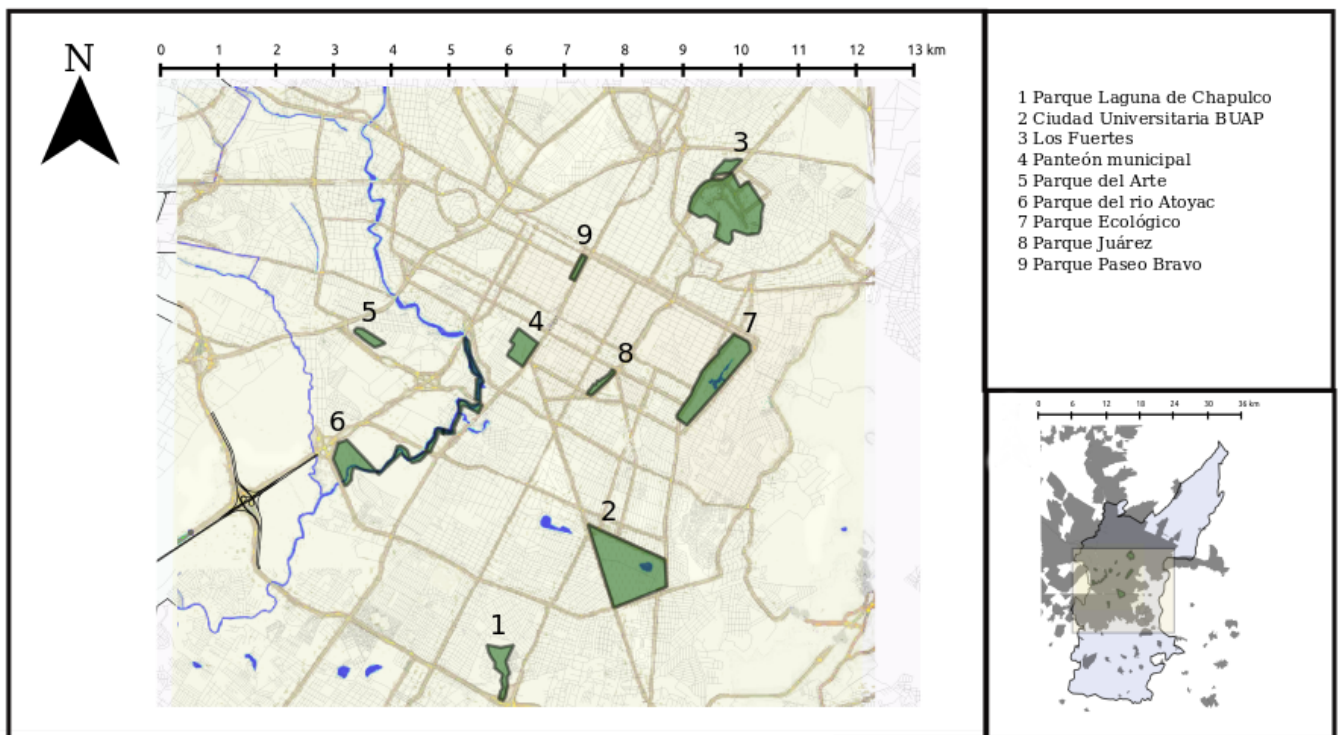 N
0 1 2 3 4 5 6 7 8 9 10 11 12 13 km
3
9
5
4
7
8
6
2
1
1 Parque Laguna de Chapulco
2 Ciudad Universitaria BUAP
3 Los Fuertes
4 Panteón municipal
5 Parque del Arte
6 Parque del rio Atoyac
7 Parque Ecológico
8 Parque Juárez
9 Parque Paseo Bravo
0 6 12 18 24 30 36 km